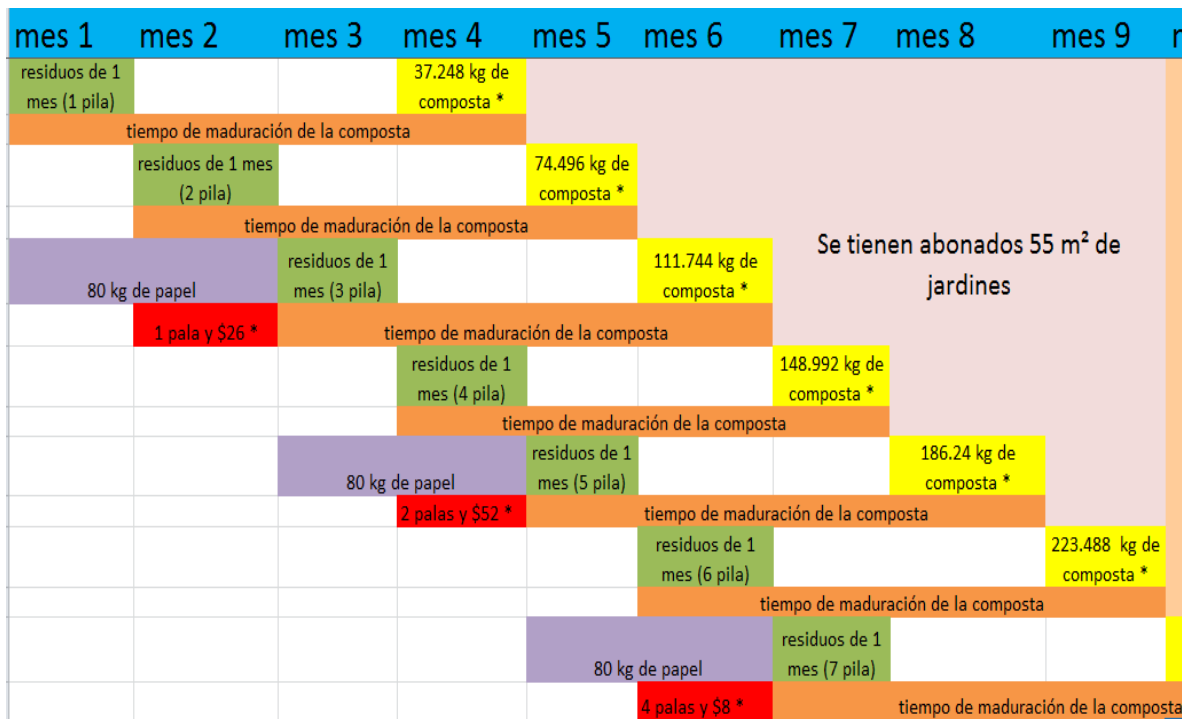 mes 1 mes 2 mes 3 mes 4 mes 5 mes 6 mes 7 mes 8 mes 9
residuos de 1
mes (1 pila)
37.248 kg de
composta *
tiempo de maduración de la composta
residuos de 1 mes
(2 pila)
74.496 kg de
composta *
tiempo de maduración de la composta
Se tienen abonados 55 m² de
jardines
80 kg de papel
residuos de 1
mes (3 pila)
111.744 kg de
composta *
1 pala y $26 *
tiempo de maduración de la composta
residuos de 1
mes (4 pila)
148.992 kg de
composta *
tiempo de maduración de la composta
80 kg de papel
residuos de 1
mes (5 pila)
186.24 kg de
composta *
2 palas y $52 *
tiempo de maduración de la composta
residuos de 1
mes (6 pila)
223.488 kg de
composta *
tiempo de maduración de la composta
80 kg de papel
residuos de 1
mes (7 pila)
4 palas y $8 *
tiempo de maduración de la composta